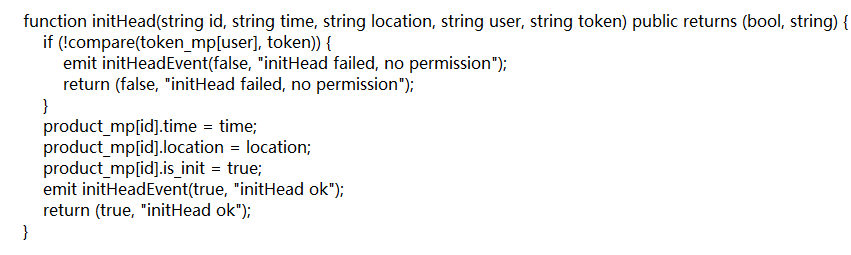 function initHead(string id, string time, string location, string user, string token) public returns (bool, string) {
if (!compare(token_mp[user], token)) {
emit initHeadEvent(false, "initHead failed, no permission");
return (false, "initHead failed, no permission");
}
product_mp[id].time = time;
product_mp[id].location = location;
product_mp[id].is_init = true;
emit initHeadEvent(true, "initHead ok");
return (true, "initHead ok");
}